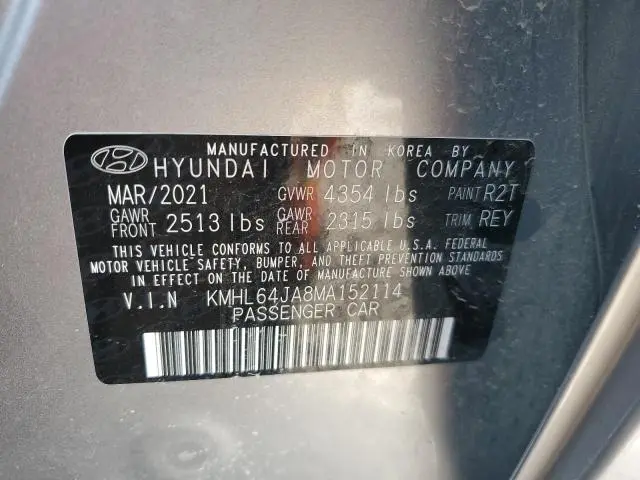 MANUFACTURED IN KOREA BY
HYUNDAI MOTOR COMPANY
MAR/2021 GVWR 4354 lbs PAINT R2T
GAWR FRONT 2513 lbs GAWR REAR 2315 lbs TRIM REY
THIS VEHICLE CONFORMS TO ALL APPLICABLE U.S.A. FEDERAL
MOTOR VEHICLE SAFETY, BUMPER, AND THEFT PREVENTION STANDARDS
IN EFFECT ON THE DATE OF MANUFACTURE SHOWN ABOVE.
V.I.N KMHL64JA8MA152114
PASSENGER CAR